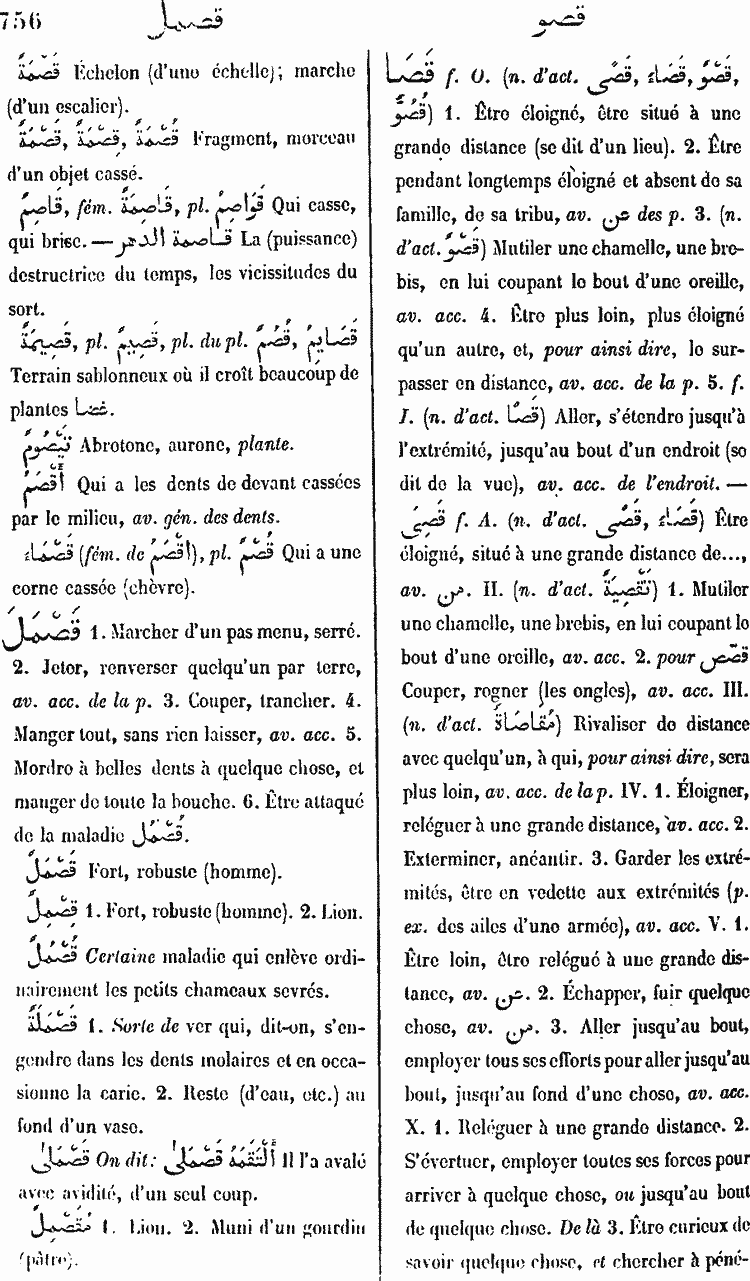 756
قصمل
قصو
قَصْمَةٌ Échelon (d'une échelle); marche
(d'un escalier).
قَصْمَةٌ, قِصْمَةٌ, قُصْمَةٌ Fragment, morceau
d'un objet cassé.
قَاصِمٌ, fém. قَاصِمَةٌ, pl. قَوَاصِمُ Qui casse,
qui brise. — قاصمة الدهر La (puissance)
destructrice du temps, les vicissitudes du
sort.
قَصِيمَةٌ, pl. قَصِيمٌ, pl. du pl. قُصُمٌ, قَصَايِمُ
Terrain sablonneux où il croît beaucoup de
plantes غضا.
قَيْصُومٌ Abrotone, aurone, plante.
أَقْصَمُ Qui a les dents de devant cassées
par le milieu, av. gén. des dents.
قَصْمَاءُ (fém. de أَقْصَمُ), pl. قُصْمٌ Qui a une
corne cassée (chèvre).
قَصْمَلَ 1. Marcher d'un pas menu, serré.
2. Jeter, renverser quelqu'un par terre,
av. acc. de la p. 3. Couper, trancher. 4.
Manger tout, sans rien laisser, av. acc. 5.
Mordre à belles dents à quelque chose, et
manger de toute la bouche. 6. Être attaqué
de la maladie قُصْمُل.
قَصْمَلٌ Fort, robuste (homme).
قِصْمِلٌ 1. Fort, robuste (homme). 2. Lion.
قُصْمُلٌ Certaine maladie qui enlève ordi-
nairement les petits chameaux sevrés.
قَصْمَلَةٌ 1. Sorte de ver qui, dit-on, s'en-
gendre dans les dents molaires et en occa-
sionne la carie. 2. Reste (d'eau, etc.) au
fond d'un vase.
قَصْمَلَى On dit: أَلْتَقَمَهُ قَصْمَلَى Il l'a avalé
avec avidité, d'un seul coup.
مُقَصْمِلٌ 1. Lion. 2. Muni d'un gourdin
(pâtre).
قَصَا f. O. (n. d'act. قَصْوٌ, قَصَاءٌ, قَصًى,
قُصُوٌّ) 1. Être éloigné, être situé à une
grande distance (se dit d'un lieu). 2. Être
pendant longtemps éloigné et absent de sa
famille, de sa tribu, av. عن des p. 3. (n.
d'act. قَصْوٌ) Mutiler une chamelle, une bre-
bis, en lui coupant le bout d'une oreille,
av. acc. 4. Être plus loin, plus éloigné
qu'un autre, et, pour ainsi dire, le sur-
passer en distance, av. acc. de la p. 5. f.
I. (n. d'act. قَصًا) Aller, s'étendre jusqu'à
l'extrémité, jusqu'au bout d'un endroit (se
dit de la vue), av. acc. de l'endroit. —
قَصِيَ f. A. (n. d'act. قَصًى, قَصَاءٌ) Être
éloigné, situé à une grande distance de...,
av. من. II. (n. d'act. تَقْصِيَةٌ) 1. Mutiler
une chamelle, une brebis, en lui coupant le
bout d'une oreille, av. acc. 2. pour قصّص
Couper, rogner (les ongles), av. acc. III.
(n. d'act. مُقَاصَاةٌ) Rivaliser de distance
avec quelqu'un, à qui, pour ainsi dire, sera
plus loin, av. acc. de la p. IV. 1. Éloigner,
reléguer à une grande distance, av. acc. 2.
Exterminer, anéantir. 3. Garder les extré-
mités, être en vedette aux extrémités (p.
ex. des ailes d'une armée), av. acc. V. 1.
Être loin, être relégué à une grande dis-
tance, av. عن. 2. Échapper, fuir quelque
chose, av. من. 3. Aller jusqu'au bout,
employer tous ses efforts pour aller jusqu'au
bout, jusqu'au fond d'une chose, av. acc.
X. 1. Reléguer à une grande distance. 2.
S'évertuer, employer toutes ses forces pour
arriver à quelque chose, ou jusqu'au bout
de quelque chose. De là 3. Être curieux de
savoir quelque chose, et chercher à péné-